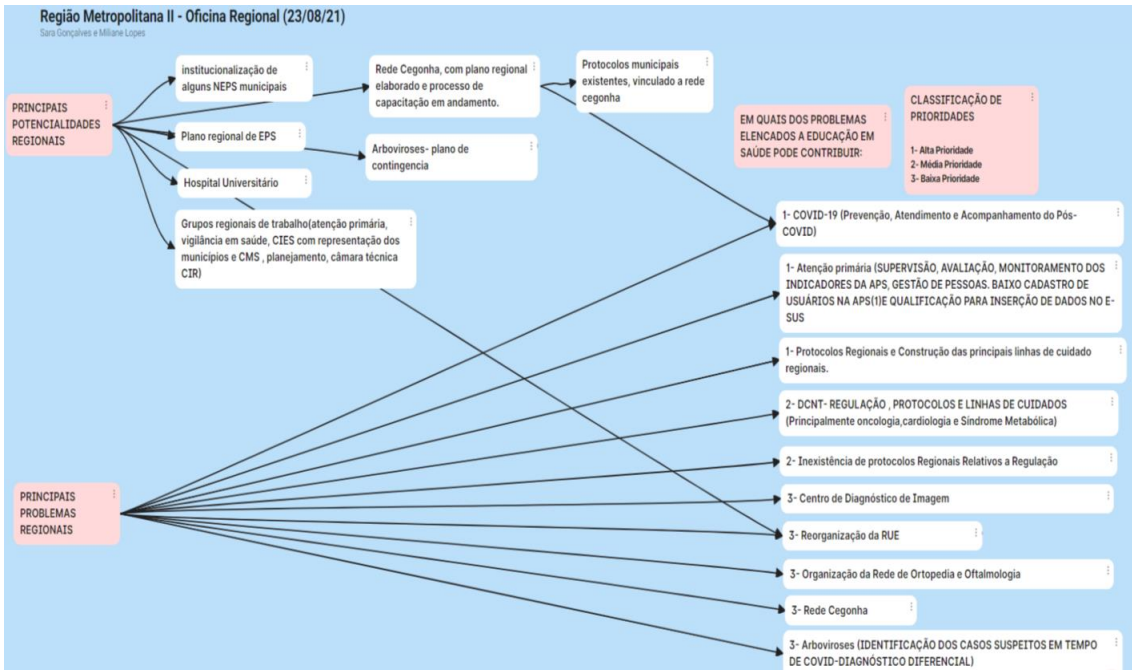 Região Metropolitana II - Oficina Regional (23/08/21)
Sara Gonçalves e Miliane Lopes
PRINCIPAIS
POTENCIALIDADES
REGIONAIS
institucionalização de
alguns NEPS municipais
Plano regional de EPS
Hospital Universitário
Grupos regionais de trabalho(atenção primária,
vigilância em saúde, CIES com representação dos
municípios e CMS , planejamento, câmara técnica
CIR)
Rede Cegonha, com plano regional
elaborado e processo de
capacitação em andamento.
Arboviroses- plano de
contingencia
Protocolos municipais
existentes, vinculado a rede
cegonha
EM QUAIS DOS PROBLEMAS
ELENCADOS A EDUCAÇÃO EM
SAÚDE PODE CONTRIBUIR:
CLASSIFICAÇÃO DE
PRIORIDADES
1- Alta Prioridade
2- Média Prioridade
3- Baixa Prioridade
PRINCIPAIS
PROBLEMAS
REGIONAIS
1- COVID-19 (Prevenção, Atendimento e Acompanhamento do Pós-
COVID)
1- Atenção primária (SUPERVISÃO, AVALIAÇÃO, MONITORAMENTO DOS
INDICADORES DA APS, GESTÃO DE PESSOAS. BAIXO CADASTRO DE
USUÁRIOS NA APS(1)E QUALIFICAÇÃO PARA INSERÇÃO DE DADOS NO E-
SUS
1- Protocolos Regionais e Construção das principais linhas de cuidado
regionais.
2- DCNT- REGULAÇÃO , PROTOCOLOS E LINHAS DE CUIDADOS
(Principalmente oncologia,cardiologia e Síndrome Metabólica)
2- Inexistência de protocolos Regionais Relativos a Regulação
3- Centro de Diagnóstico de Imagem
3- Reorganização da RUE
3- Organização da Rede de Ortopedia e Oftalmologia
3- Rede Cegonha
3- Arboviroses (IDENTIFICAÇÃO DOS CASOS SUSPEITOS EM TEMPO
DE COVID-DIAGNÓSTICO DIFERENCIAL)